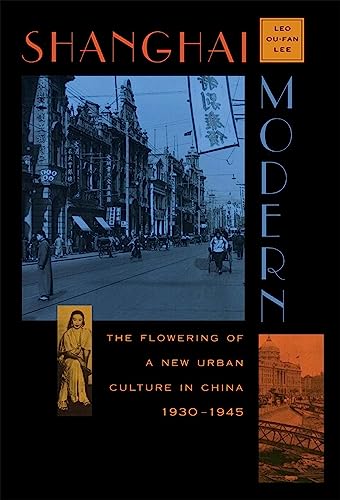 SHANGHAI
LEO
OU-FAN
LEE
MODERN
THE FLOWERING OF
A NEW URBAN
CULTURE IN CHINA
1930–1945